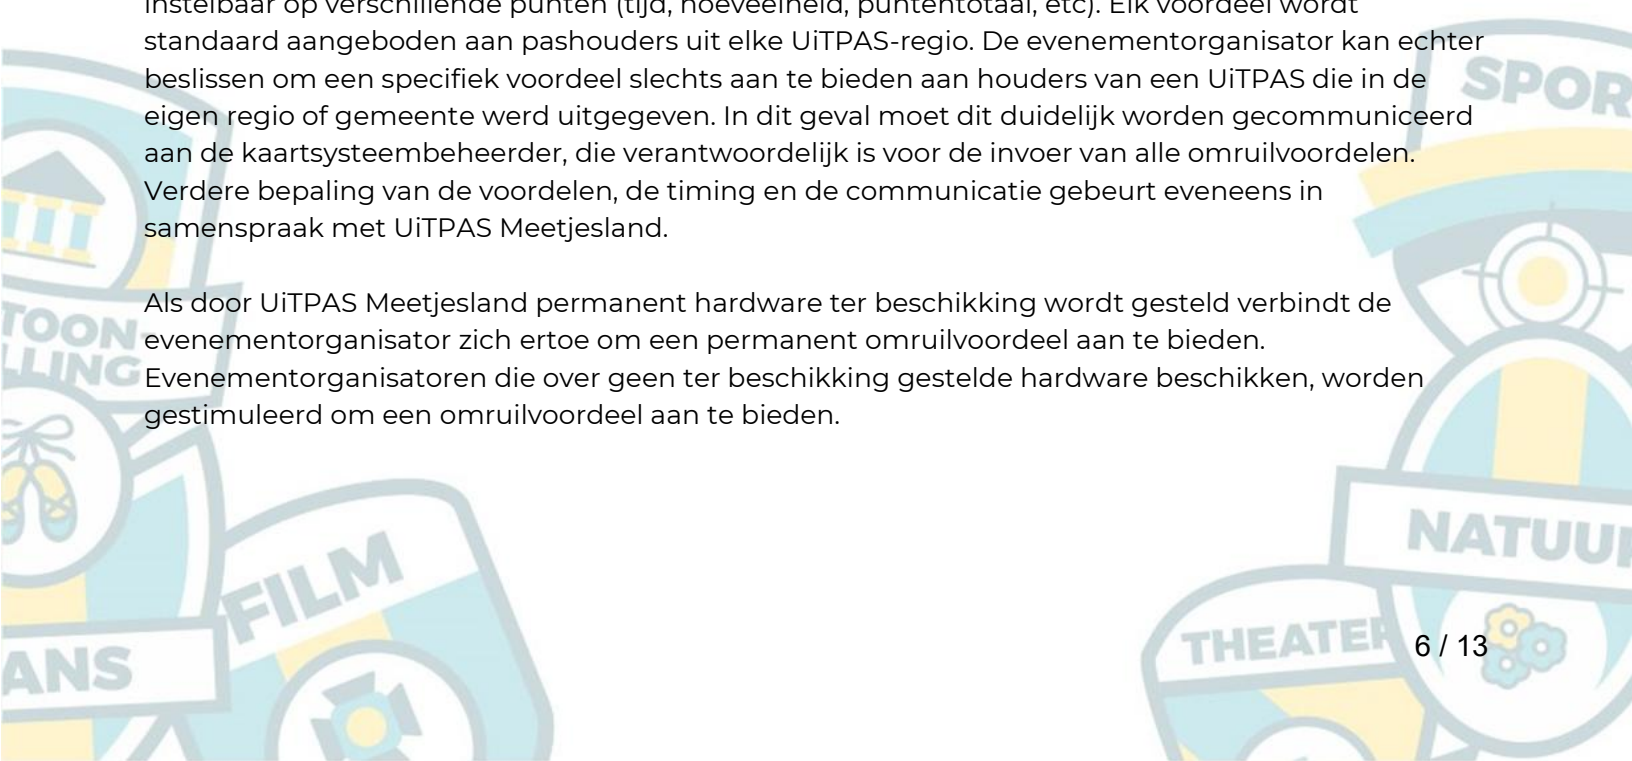 instelbaar op verschillende punten (tijd, hoeveelheid, puntentotaal, etc). Elk voordeel wordt
standaard aangeboden aan pashouders uit elke UiTPAS-regio. De evenementorganisator kan echter
beslissen om een specifiek voordeel slechts aan te bieden aan houders van een UiTPAS die in de
eigen regio of gemeente werd uitgegeven. In dit geval moet dit duidelijk worden gecommuniceerd
aan de kaartsysteembeheerder, die verantwoordelijk is voor de invoer van alle omruilvoordelen.
Verdere bepaling van de voordelen, de timing en de communicatie gebeurt eveneens in
samenspraak met UiTPAS Meetjesland.
Als door UiTPAS Meetjesland permanent hardware ter beschikking wordt gesteld verbindt de
evenementorganisator zich ertoe om een permanent omruilvoordeel aan te bieden.
Evenementorganisatoren die over geen ter beschikking gestelde hardware beschikken, worden
gestimuleerd om een omruilvoordeel aan te bieden.
SPOR
TOON-
LLING
FILM
NATUUR
THEATER
ANS
6 / 13